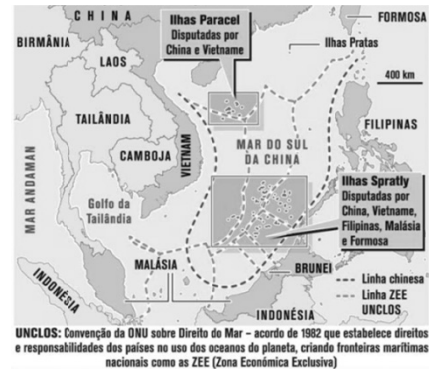 CHINA
Ilhas Paracel
Disputadas por
China e Vietname
FORMOSA
Ilhas Pratas
BIRMÂNIA
LAOS
400 km
TAILÂNDIA
VIETNAM
MAR DO SUL
DA CHINA
FILIPINAS
CAMBOJA
MAR ANDAMAN
Golfo da
Tailândia
Ilhas Spratly
Disputadas por
China, Vietname,
Filipinas, Malásia
e Formosa
MALÁSIA
BRUNEI
INDONÉSIA
INDONÉSIA
Linha chinesa
Linha ZEE
UNCLOS
UNCLOS: Convenção da ONU sobre Direito do Mar – acordo de 1982 que estabelece direitos
e responsabilidades dos países no uso dos oceanos do planeta, criando fronteiras marítimas
nacionais como as ZEE (Zona Económica Exclusiva)